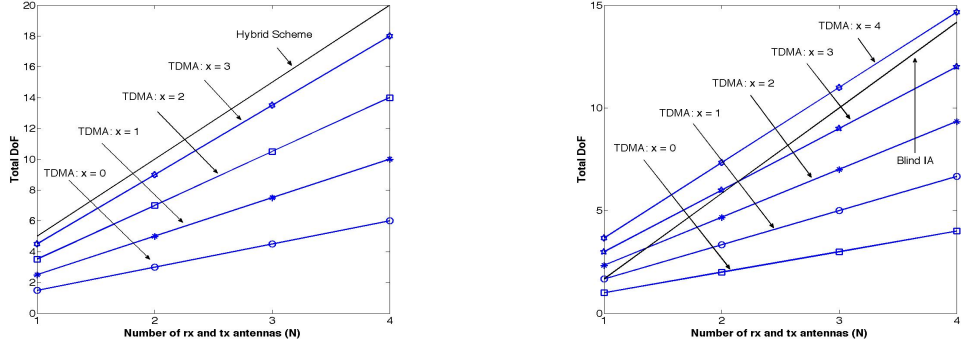 20
18
16
14
12
10
8
6
4
2
0
Total DoF
Hybrid Scheme
TDMA: x = 3
TDMA: x = 2
TDMA: x = 1
TDMA: x = 0
1
2
3
4
Number of rx and tx antennas (N)
15
10
5
0
Total DoF
TDMA: x = 4
TDMA: x = 3
TDMA: x = 2
TDMA: x = 1
TDMA: x = 0
Blind IA
1
2
3
4
Number of rx and tx antennas (N)